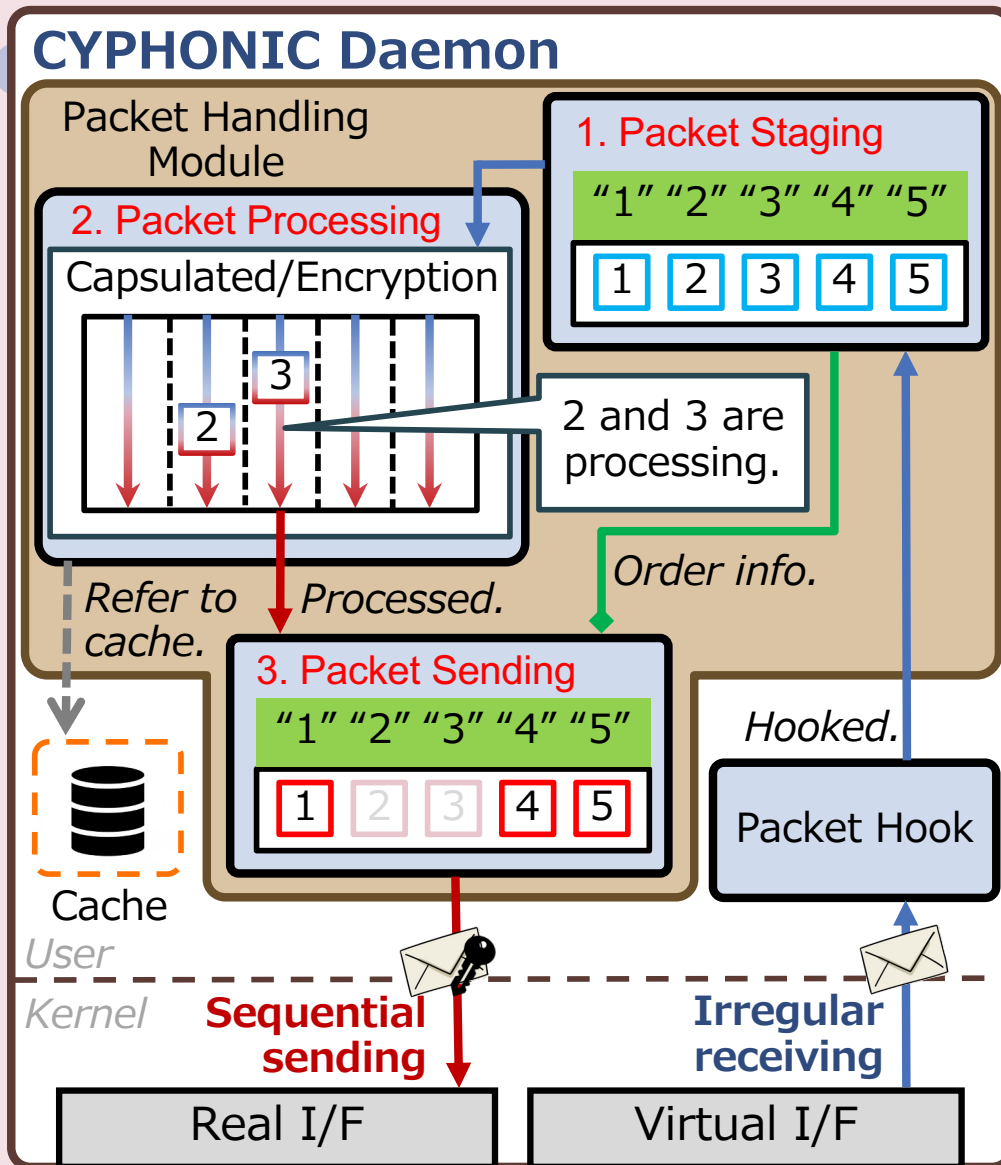 CYPHONIC Daemon
Packet Handling
Module
1. Packet Staging
“1” “2” “3” “4” “5”
1 2 3 4 5
2. Packet Processing
Capsulated/Encryption
3
2
2 and 3 are
processing.
Refer to
cache.
Processed.
Order info.
3. Packet Sending
“1” “2” “3” “4” “5”
1 2 3 4 5
Hooked.
Packet Hook
Cache
User
Kernel
Sequential
sending
Irregular
receiving
Real I/F
Virtual I/F